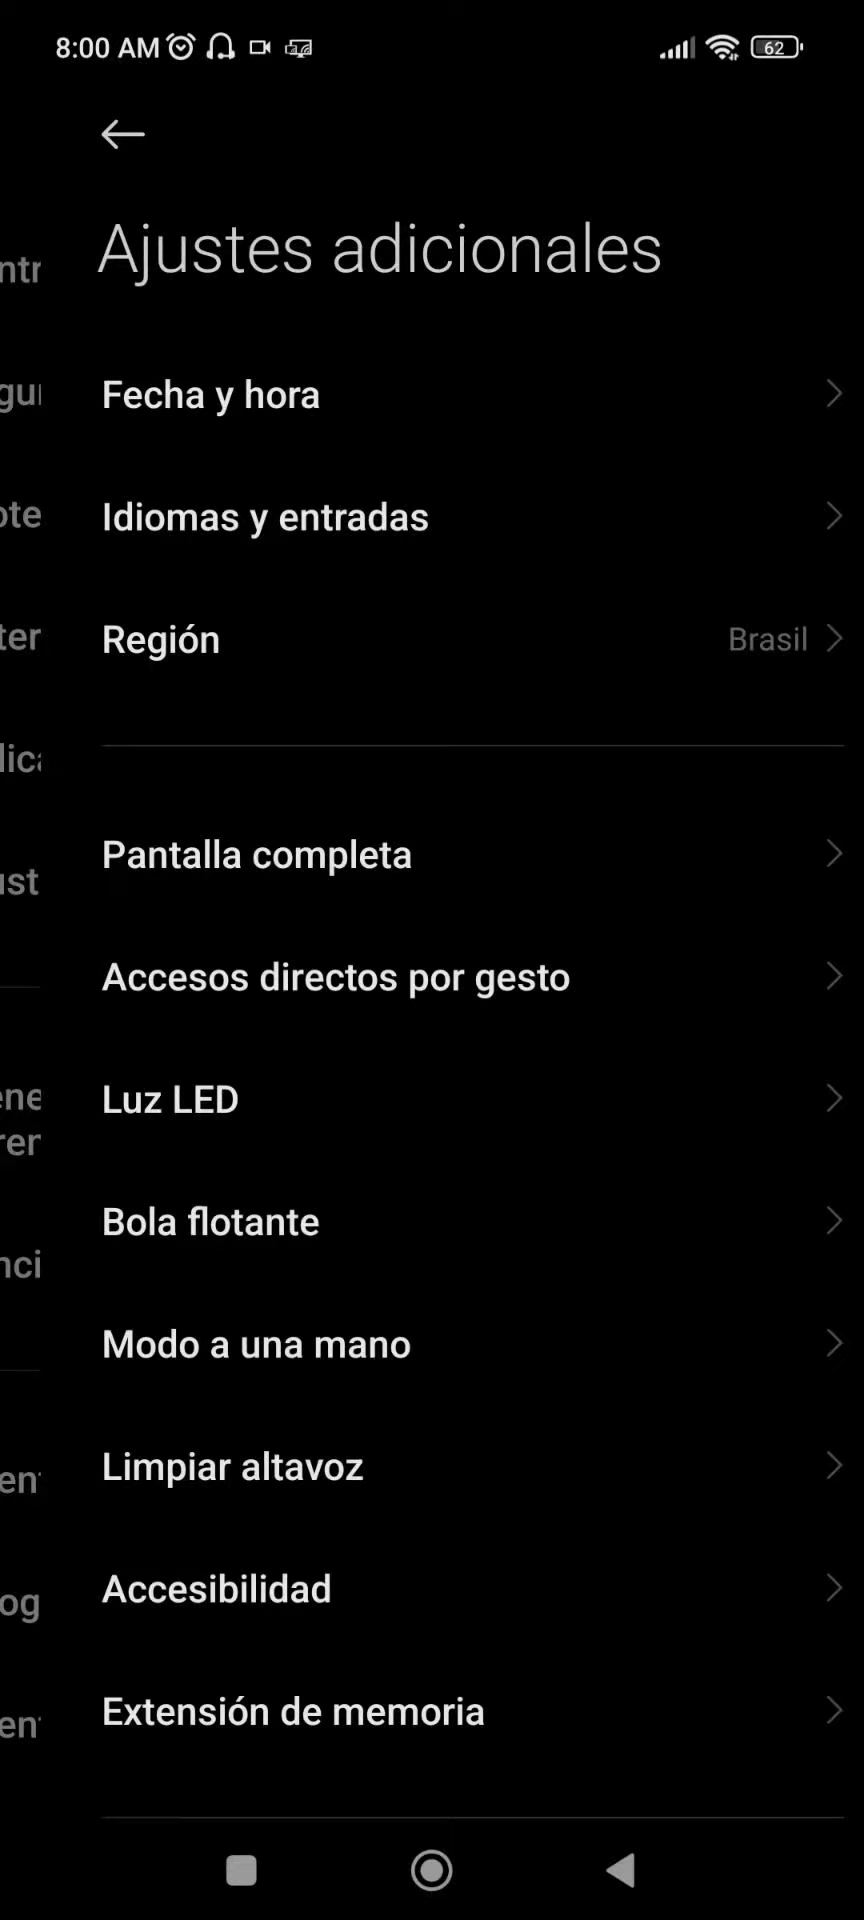 8:00 AM
62
Ajustes adicionales
Fecha y hora
Idiomas y entradas
Región
Brasil
Pantalla completa
Accesos directos por gesto
Luz LED
Bola flotante
Modo a una mano
Limpiar altavoz
Accesibilidad
Extensión de memoria